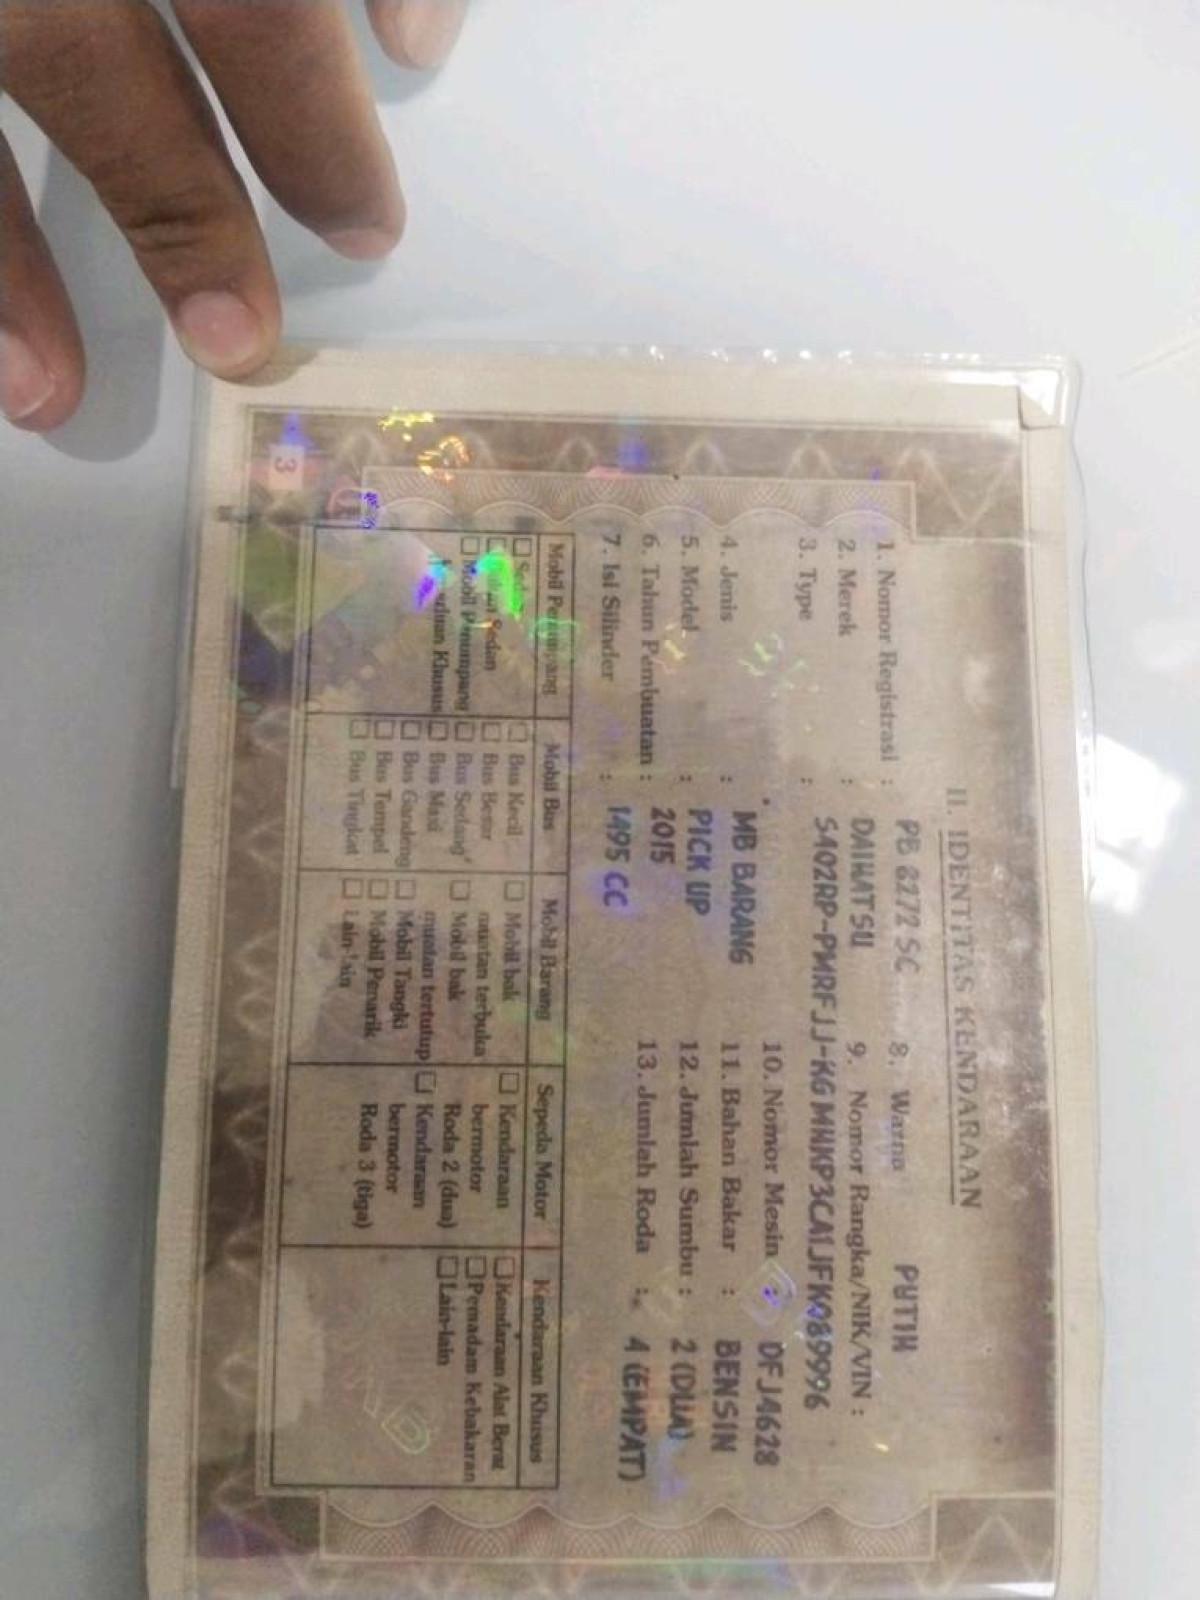 II. IDENTITAS KENDARAAN
1. Nomor Registrasi : PB 8272 SC 8. Warna PUTIH
2. Merek : DAIHATSU 9. Nomor Rangka/NIK/VIN :
3. Type : S402RP-PMRFJJ-KG MHKP3CA1JFK089996
10. Nomor Mesin : DFJ4628
4. Jenis : MB BARANG 11. Bahan Bakar : BENSIN
5. Model : PICK UP 12. Jumlah Sumbu : 2 (DUA)
6. Tahun Pembuatan : 2015 13. Jumlah Roda : 4 (EMPAT)
7. Isi Silinder : 1495 CC
Mobil Penumpang
Sedan
Sedan
Mobil Penumpang
Khusus
Mobil Bus
Bus Kecil
Bus Besar
Bus Sedang
Bus Maxi
Bus Gandeng
Bus Tempel
Bus Tingkat
Mobil Barang
Mobil bak
muatan terbuka
Mobil bak
muatan tertutup
Mobil Tangki
Mobil Penarik
Lain-lain
Sepeda Motor
Kendaraan
bermotor
Roda 2 (dua)
Kendaraan
bermotor
Roda 3 (tiga)
Kendaraan Khusus
Kendaraan Alat Berat
Pemadam Kebakaran
Lain-lain
3